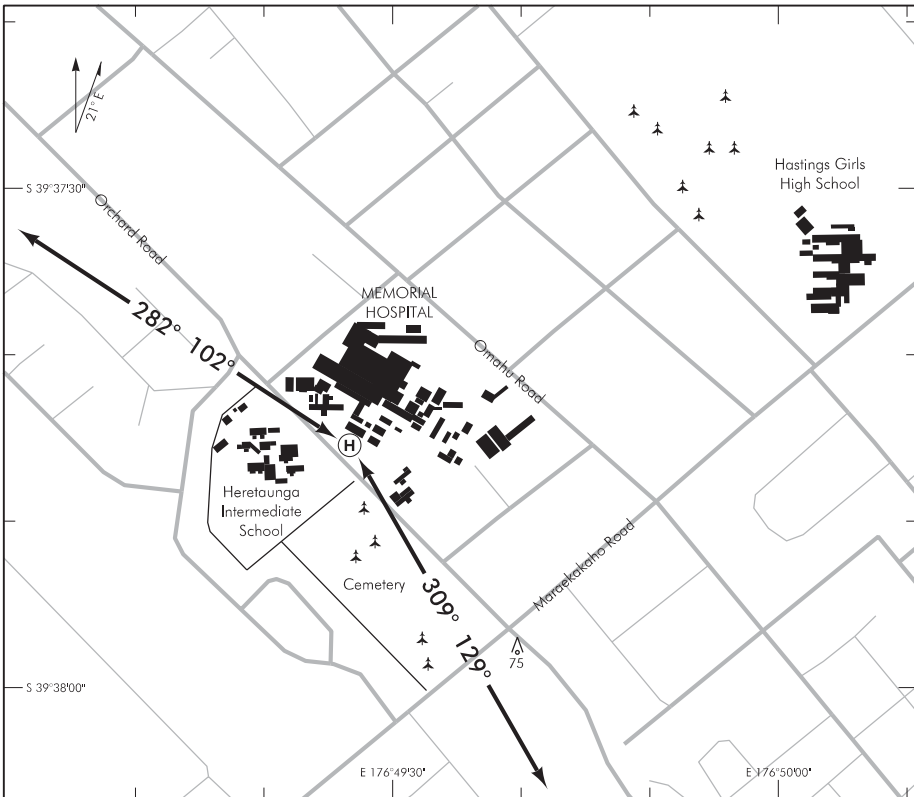 21° E
Hastings Girls
High School
S 39°37'30"
Orchard Road
MEMORIAL
HOSPITAL
282° 102°
Omahu Road
H
Heretaunga
Intermediate
School
Maraekakaho Road
Cemetery
309° 129°
75
S 39°38'00"
E 176°49'30"
E 176°50'00"